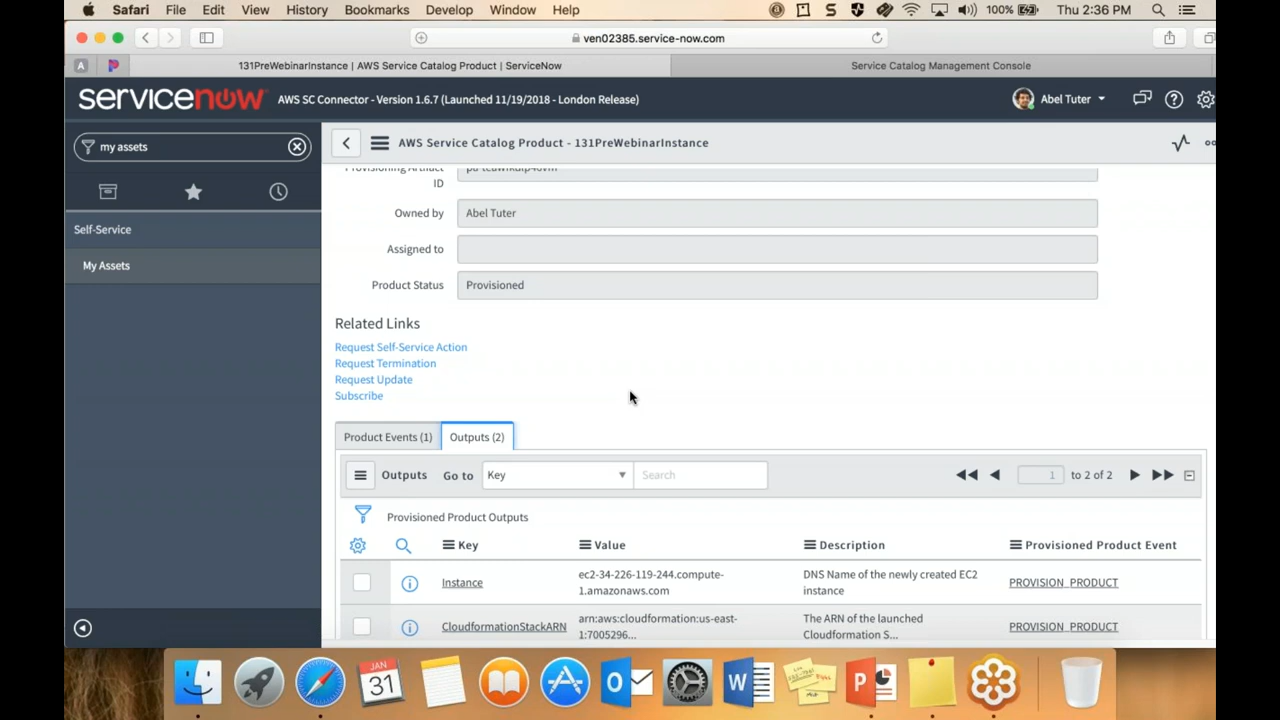 Safari File Edit View History Bookmarks Develop Window Help 100% Thu 2:36 PM
ven02385.service-now.com
A 131PreWebinarInstance | AWS Service Catalog Product | ServiceNow Service Catalog Management Console
servicenow AWS SC Connector - Version 1.6.7 (Launched 11/19/2018 - London Release) Abel Tuter
my assets
AWS Service Catalog Product - 131PreWebinarInstance
Self-Service
My Assets
Provisioning Artifact
ID
Owned by Abel Tuter
Assigned to
Product Status Provisioned
Related Links
Request Self-Service Action
Request Termination
Request Update
Subscribe
Product Events (1) Outputs (2)
Outputs Go to Key Search 1 to 2 of 2
Provisioned Product Outputs
Key Value Description Provisioned Product Event
Instance ec2-34-226-119-244.compute-
1.amazonaws.com DNS Name of the newly created EC2
instance PROVISION_PRODUCT
CloudformationStackARN arn:aws:cloudformation:us-east-
1:7005296... The ARN of the launched
Cloudformation S... PROVISION_PRODUCT
JAN
31